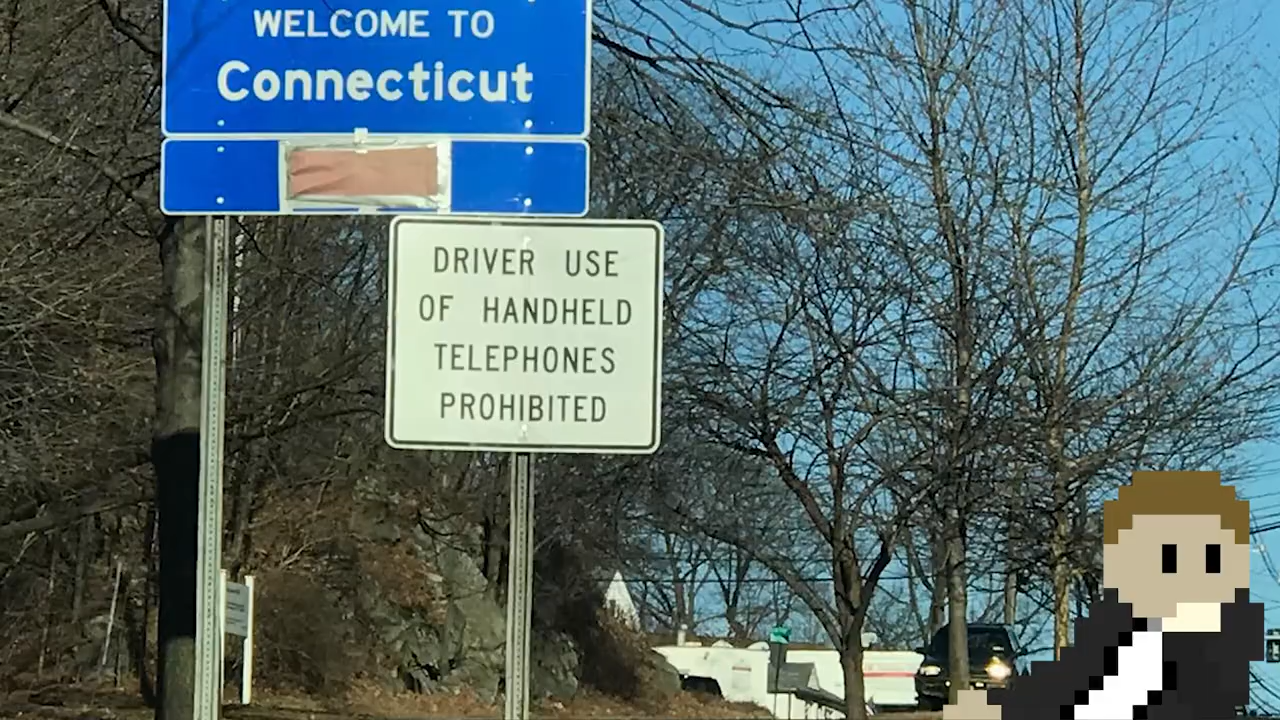 WELCOME TO
Connecticut
DRIVER USE
OF HANDHELD
TELEPHONES
PROHIBITED